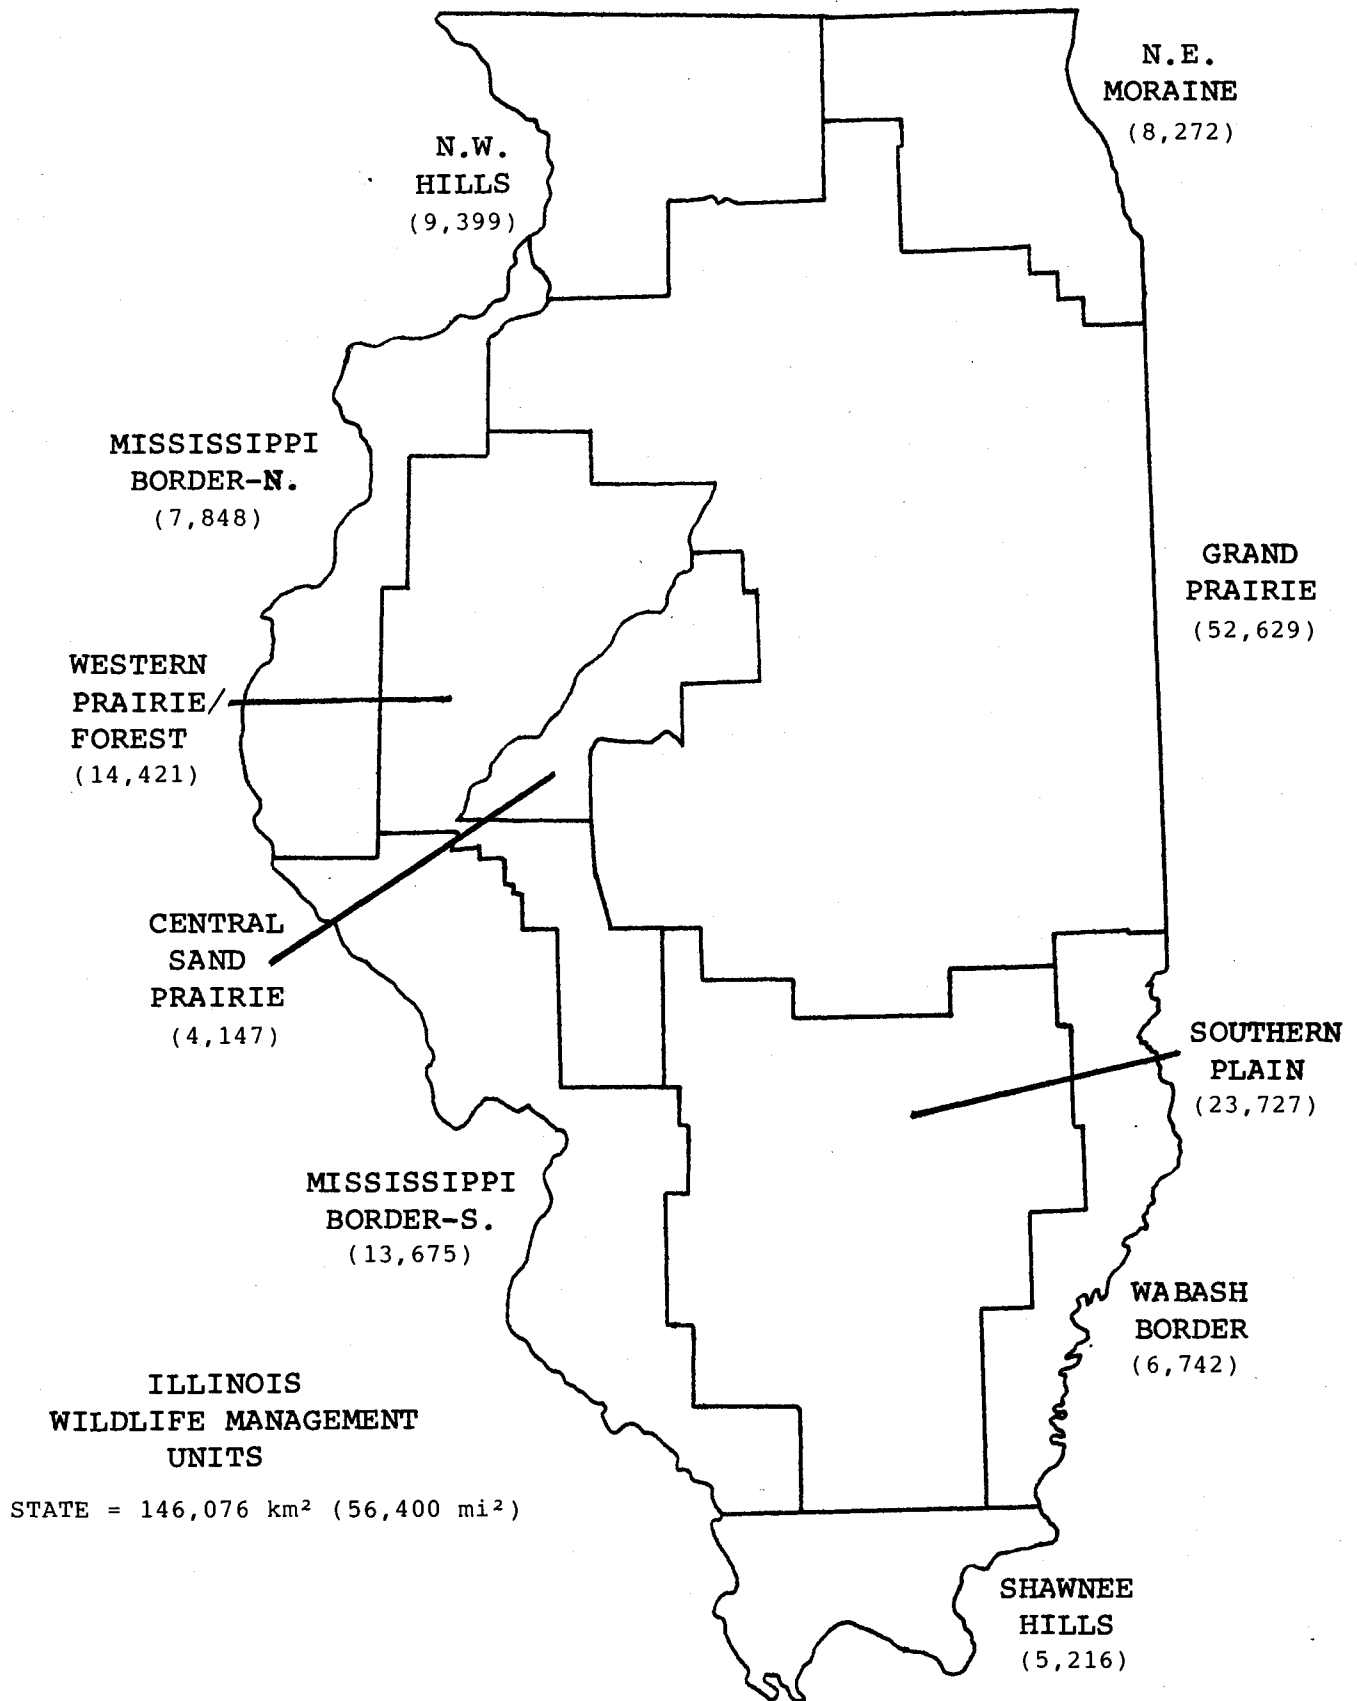 N.E.
MORAINE
(8,272)
N.W.
HILLS
(9,399)
MISSISSIPPI
BORDER-N.
(7,848)
GRAND
PRAIRIE
(52,629)
WESTERN
PRAIRIE/
FOREST
(14,421)
CENTRAL
SAND
PRAIRIE
(4,147)
SOUTHERN
PLAIN
(23,727)
MISSISSIPPI
BORDER-S.
(13,675)
WABASH
BORDER
(6,742)
ILLINOIS
WILDLIFE MANAGEMENT
UNITS
STATE = 146,076 km² (56,400 mi²)
SHAWNEE
HILLS
(5,216)